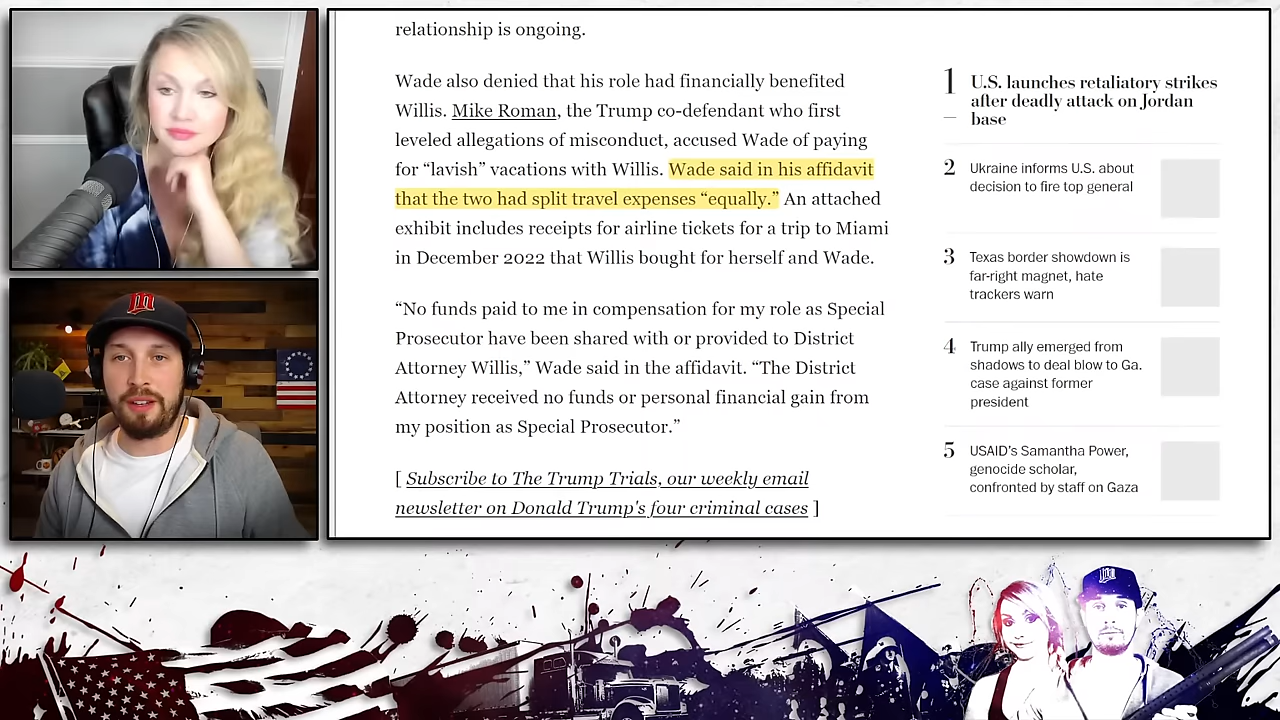 relationship is ongoing.
Wade also denied that his role had financially benefited
Willis. Mike Roman, the Trump co-defendant who first
leveled allegations of misconduct, accused Wade of paying
for “lavish” vacations with Willis. Wade said in his affidavit
that the two had split travel expenses “equally.” An attached
exhibit includes receipts for airline tickets for a trip to Miami
in December 2022 that Willis bought for herself and Wade.
“No funds paid to me in compensation for my role as Special
Prosecutor have been shared with or provided to District
Attorney Willis,” Wade said in the affidavit. “The District
Attorney received no funds or personal financial gain from
my position as Special Prosecutor.”
[ Subscribe to The Trump Trials, our weekly email
newsletter on Donald Trump's four criminal cases ]
1 U.S. launches retaliatory strikes
after deadly attack on Jordan
base
2 Ukraine informs U.S. about
decision to fire top general
3 Texas border showdown is
far-right magnet, hate
trackers warn
4 Trump ally emerged from
shadows to deal blow to Ga.
case against former
president
5 USAID’s Samantha Power,
genocide scholar,
confronted by staff on Gaza